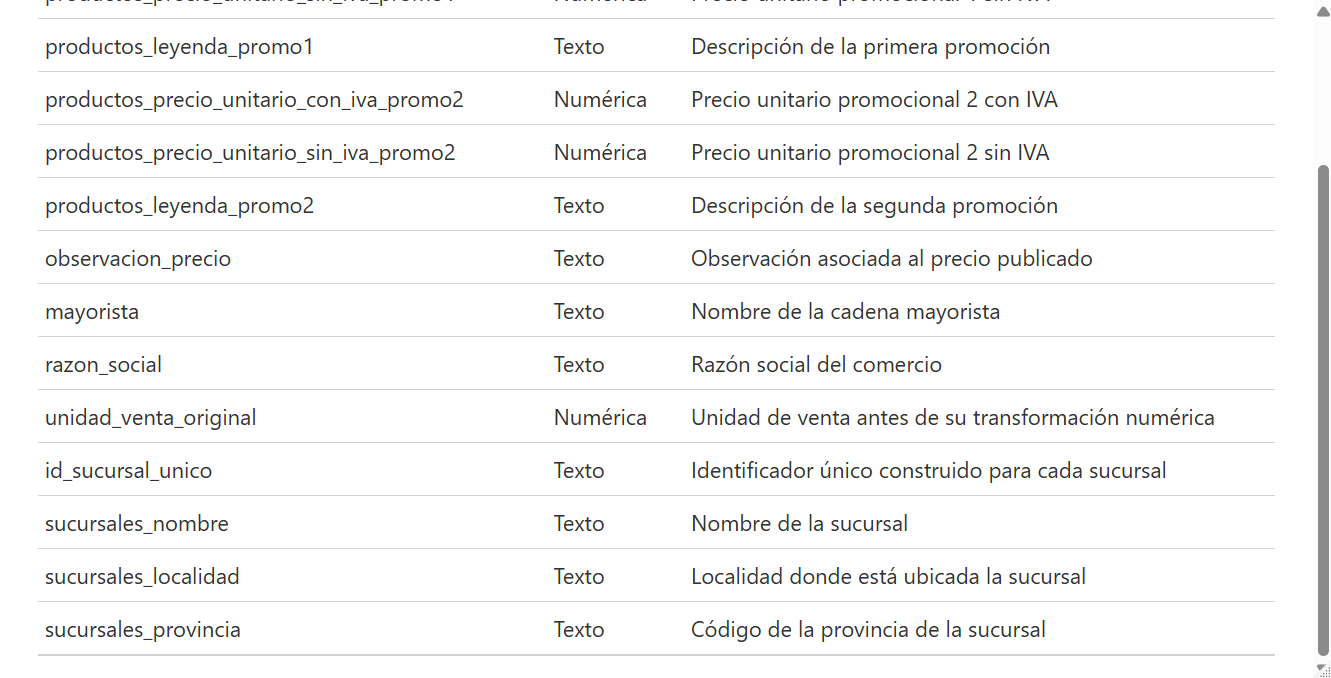 productos_leyenda_promo1 Texto Descripción de la primera promoción
productos_precio_unitario_con_iva_promo2 Numérica Precio unitario promocional 2 con IVA
productos_precio_unitario_sin_iva_promo2 Numérica Precio unitario promocional 2 sin IVA
productos_leyenda_promo2 Texto Descripción de la segunda promoción
observacion_precio Texto Observación asociada al precio publicado
mayorista Texto Nombre de la cadena mayorista
razon_social Texto Razón social del comercio
unidad_venta_original Numérica Unidad de venta antes de su transformación numérica
id_sucursal_unico Texto Identificador único construido para cada sucursal
sucursales_nombre Texto Nombre de la sucursal
sucursales_localidad Texto Localidad donde está ubicada la sucursal
sucursales_provincia Texto Código de la provincia de la sucursal